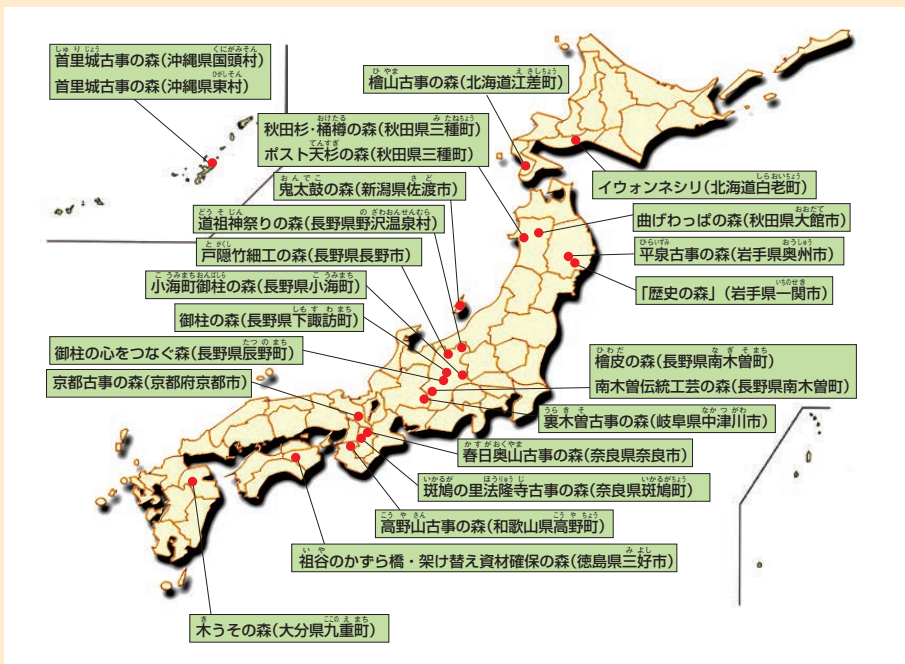 首里城古事の森(沖縄県国頭村)
首里城古事の森(沖縄県東村)
檜山古事の森(北海道江差町)
秋田杉・桶樽の森(秋田県三種町)
ポスト天杉の森(秋田県三種町)
鬼太鼓の森(新潟県佐渡市)
イウォンネシリ(北海道白老町)
道祖神祭りの森(長野県野沢温泉村)
曲げわっぱの森(秋田県大館市)
戸隠竹細工の森(長野県長野市)
平泉古事の森(岩手県奥州市)
小海町御柱の森(長野県小海町)
「歴史の森」(岩手県一関市)
御柱の森(長野県下諏訪町)
御柱の心をつなぐ森(長野県辰野町)
檜皮の森(長野県南木曽町)
南木曽伝統工芸の森(長野県南木曽町)
京都古事の森(京都府京都市)
裏木曽古事の森(岐阜県中津川市)
春日奥山古事の森(奈良県奈良市)
斑鳩の里法隆寺古事の森(奈良県斑鳩町)
高野山古事の森(和歌山県高野町)
祖谷のかずら橋・架け替え資材確保の森(徳島県三好市)
木うその森(大分県九重町)